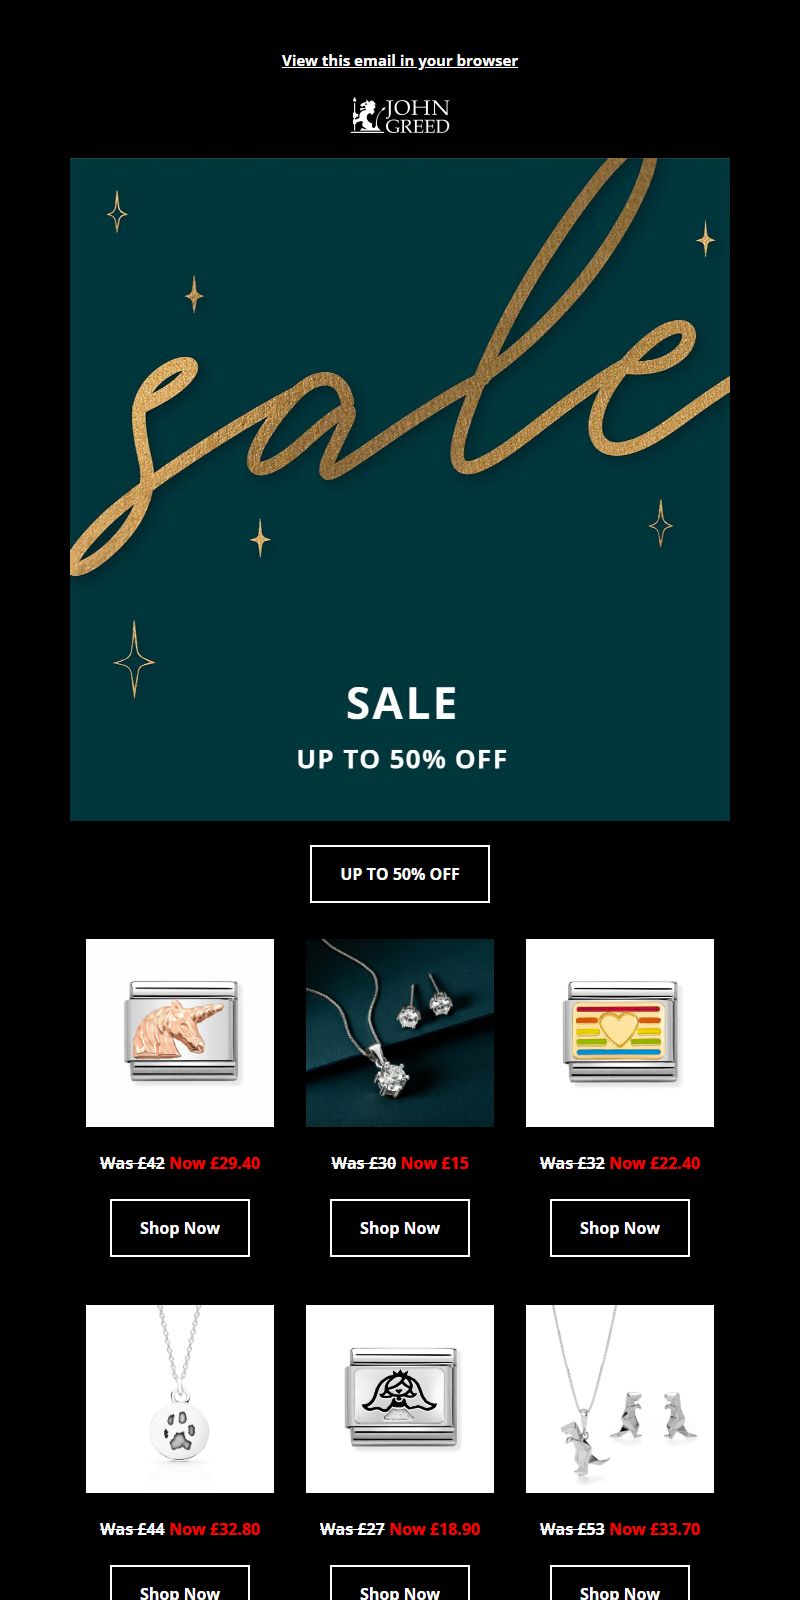 View this email in your browser
JOHN
GREED
sale
SALE
UP TO 50% OFF
UP TO 50% OFF
Was £42 Now £29.40
Was £30 Now £15
Was £32 Now £22.40
Shop Now
Shop Now
Shop Now
Was £44 Now £32.80
Was £27 Now £18.90
Was £53 Now £33.70
Shop Now
Shop Now
Shop Now